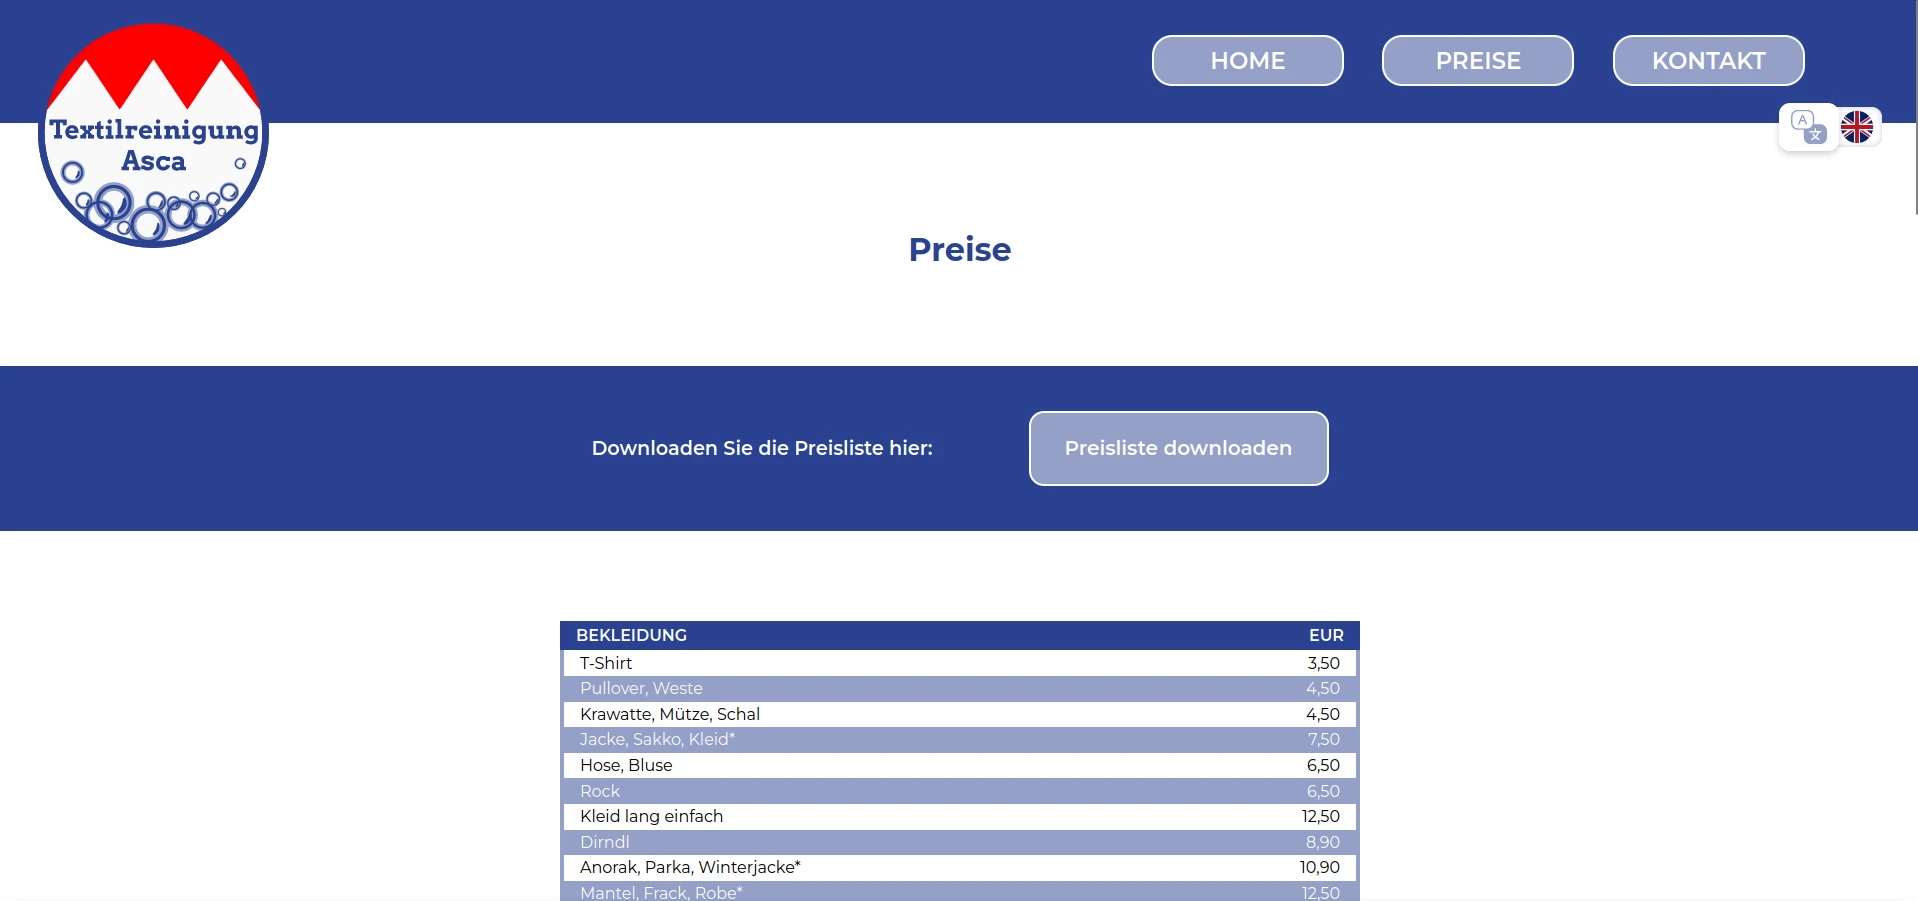 Textilreinigung
Asca
HOME
PREISE
KONTAKT
A
文
Preise
Downloaden Sie die Preisliste hier:
Preisliste downloaden
BEKLEIDUNG EUR
T-Shirt 3,50
Pullover, Weste 4,50
Krawatte, Mütze, Schal 4,50
Jacke, Sakko, Kleid* 7,50
Hose, Bluse 6,50
Rock 6,50
Kleid lang einfach 12,50
Dirndl 8,90
Anorak, Parka, Winterjacke* 10,90
Mantel, Frack, Robe* 12,50